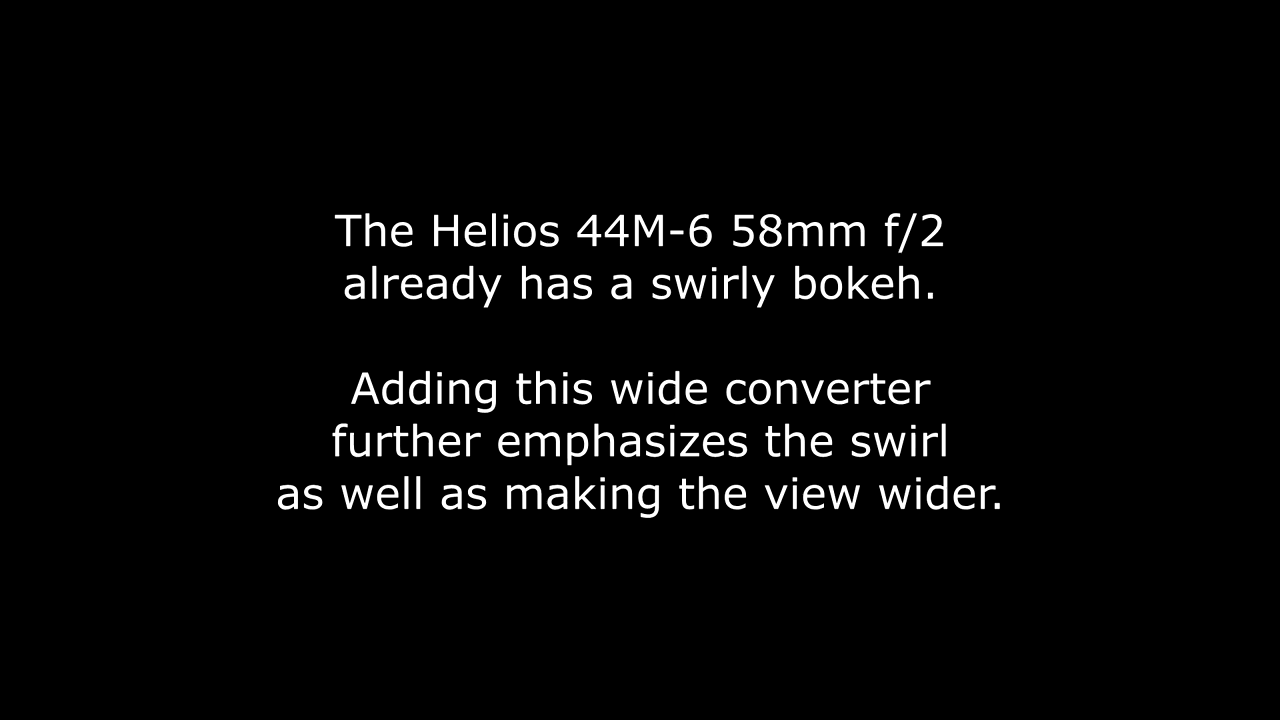 The Helios 44M-6 58mm f/2
already has a swirly bokeh.
Adding this wide converter
further emphasizes the swirl
as well as making the view wider.